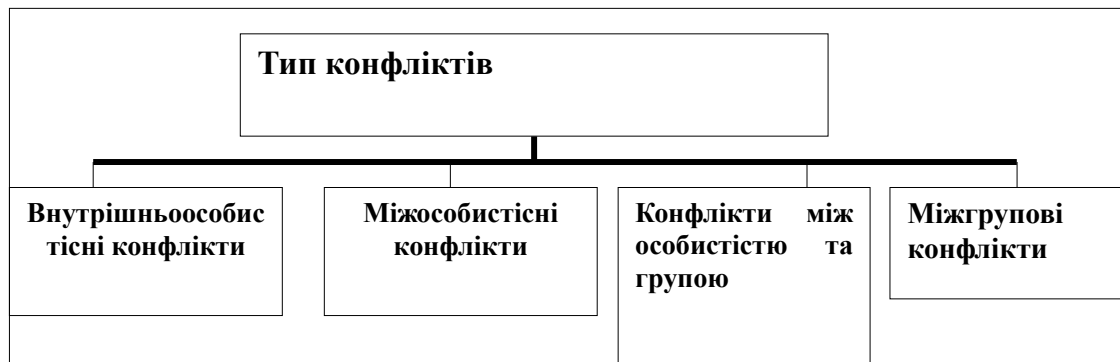 Тип конфліктів
Внутрішньоособис
тісні конфлікти
Міжособистісні
конфлікти
Конфлікти між
особистістю та
групою
Міжгрупові
конфлікти